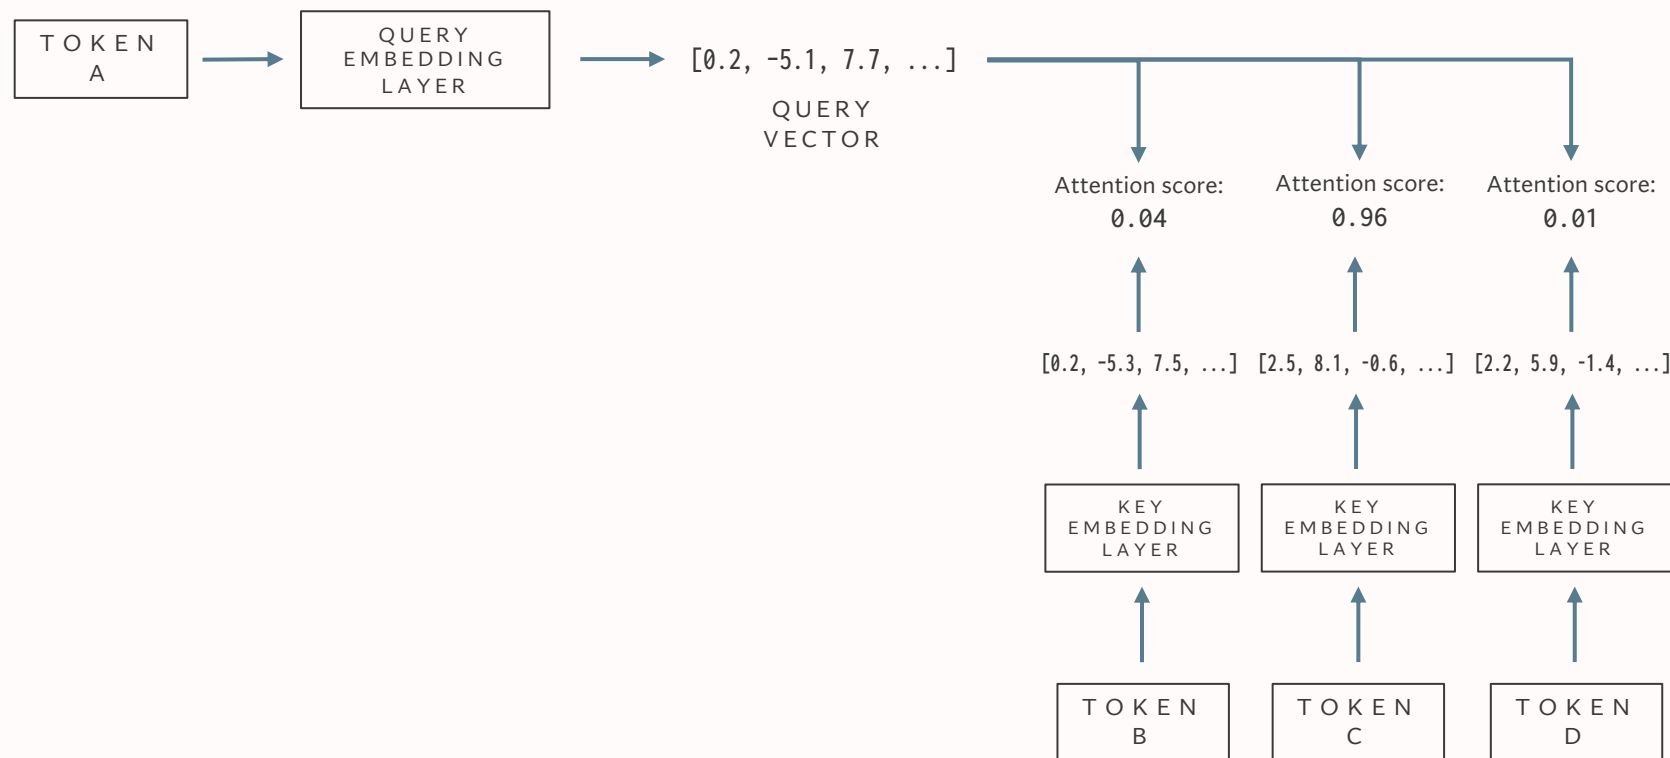 TOKEN
A
QUERY
EMBEDDING
LAYER
[0.2, -5.1, 7.7, ...]
QUERY
VECTOR
Attention score:
0.04
Attention score:
0.96
Attention score:
0.01
[0.2, -5.3, 7.5, ...]
[2.5, 8.1, -0.6, ...]
[2.2, 5.9, -1.4, ...]
KEY
EMBEDDING
LAYER
KEY
EMBEDDING
LAYER
KEY
EMBEDDING
LAYER
TOKEN
B
TOKEN
C
TOKEN
D